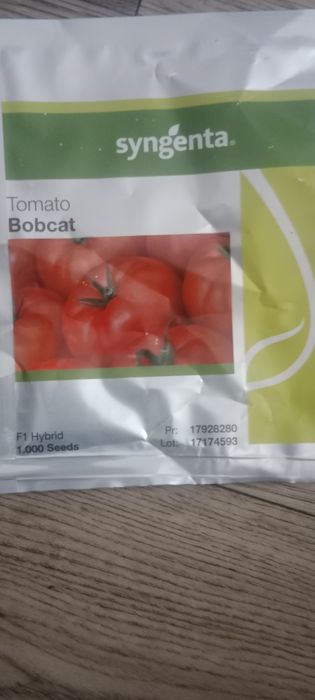 syngenta®
Tomato
Bobcat
F1 Hybrid
1,000 Seeds
Pr: 17928280
Lot: 17174593